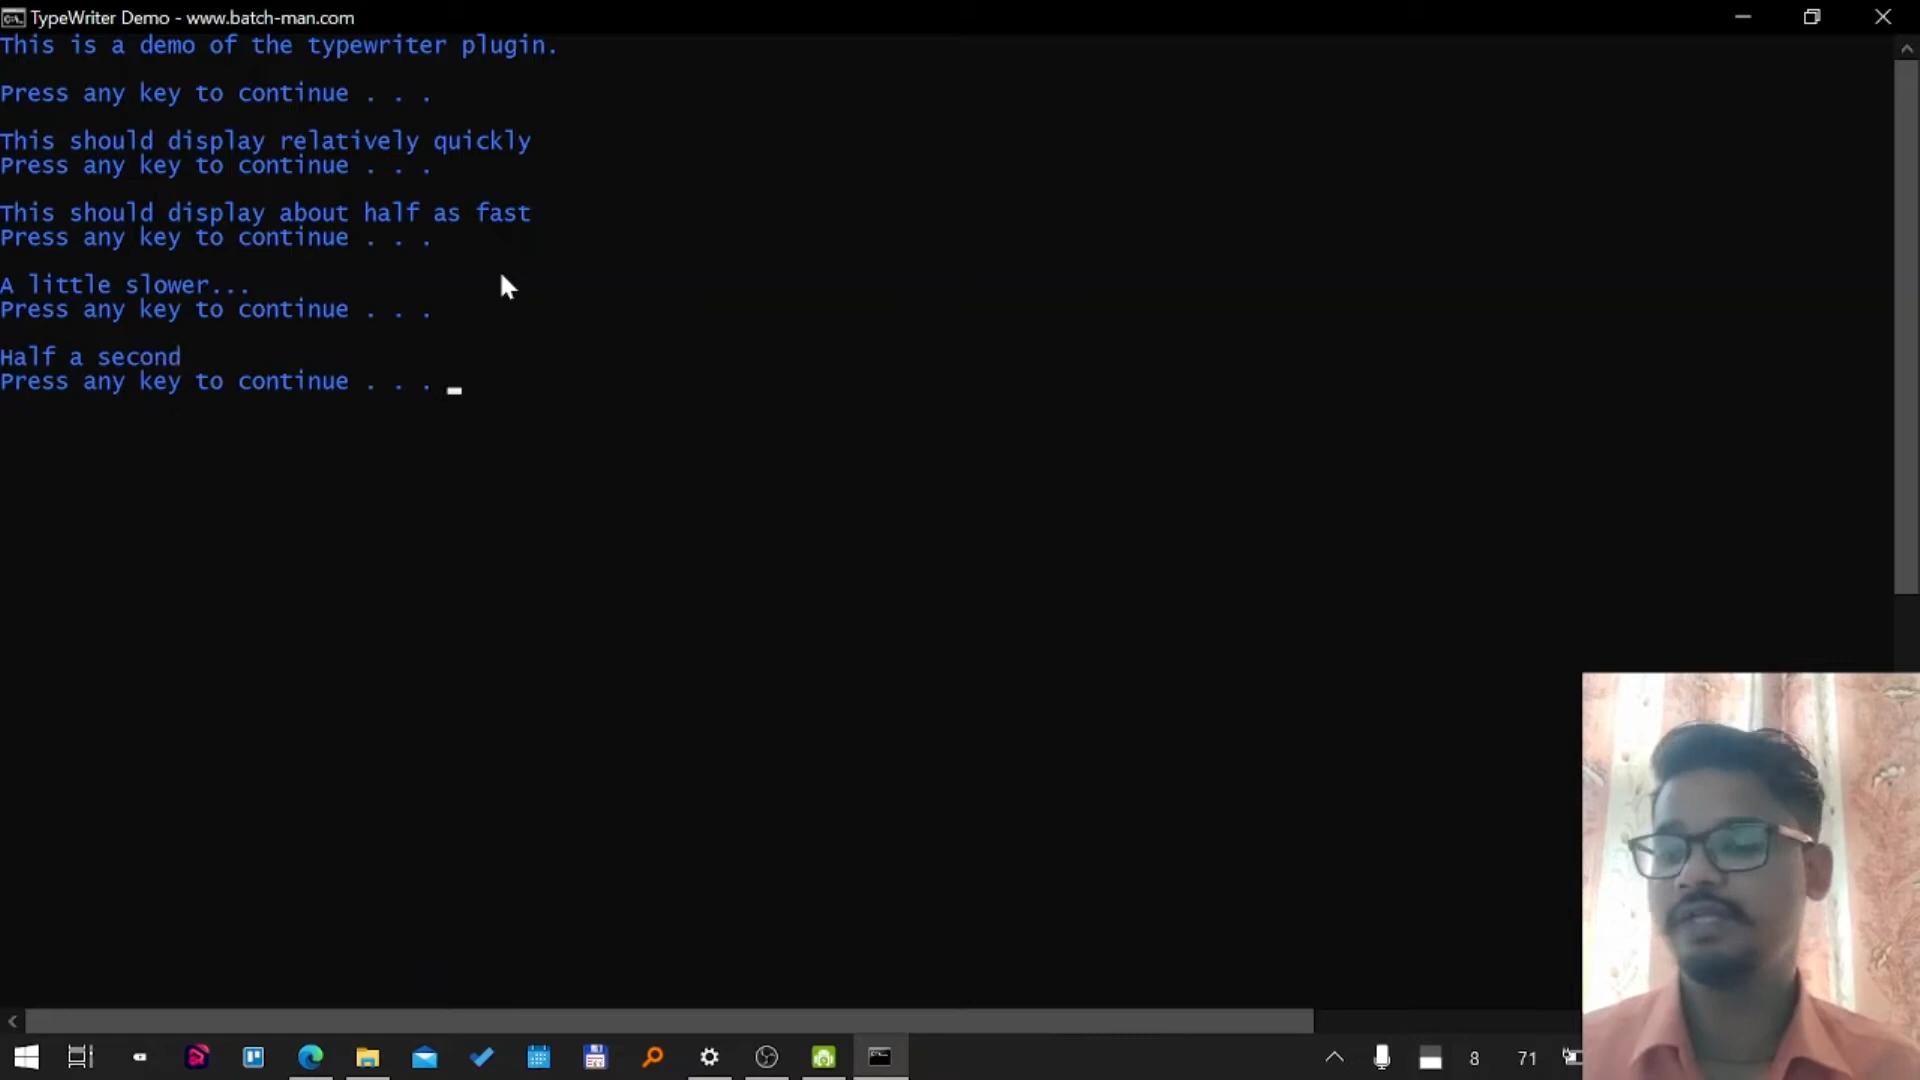 TypeWriter Demo - www.batch-man.com
This is a demo of the typewriter plugin.
Press any key to continue . . .
This should display relatively quickly
Press any key to continue . . .
This should display about half as fast
Press any key to continue . . .
A little slower...
Press any key to continue . . .
Half a second
Press any key to continue . . .
8 71